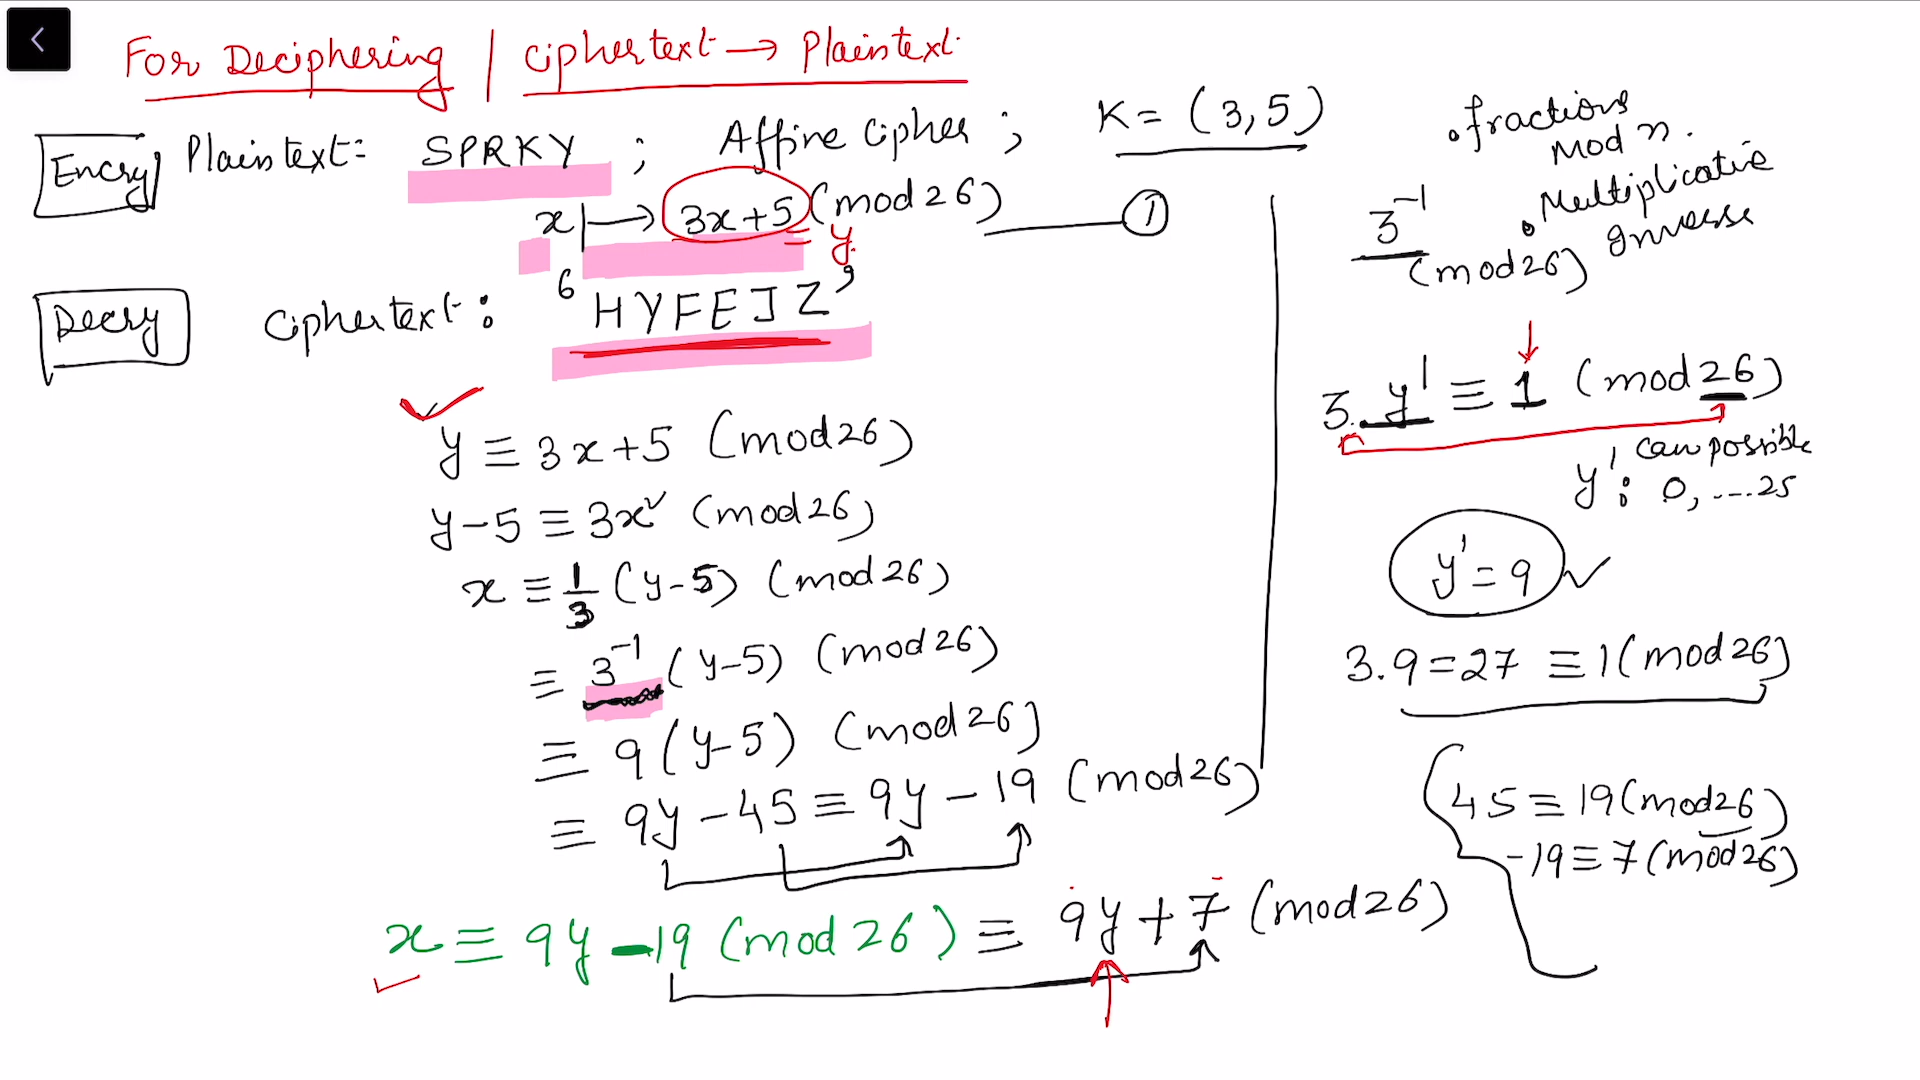 For Deciphering | Ciphertext → Plaintext.
Encry Plaintext:- SPRKY ; Affine Cipher ; K = (3,5)
x |→ 3x+5 (mod 26) ≡ y ①
Decry Ciphertext: 6 HYFEJZ 9
y ≡ 3x+5 (mod 26)
y-5 ≡ 3x (mod 26)
x ≡ 1/3 (y-5) (mod 26)
≡ 3⁻¹ (y-5) (mod 26)
≡ 9(y-5) (mod 26)
≡ 9y - 45 ≡ 9y - 19 (mod 26)
x ≡ 9y - 19 (mod 26) ≡ 9y + 7 (mod 26)
• fractions
mod n.
• Multiplicative
Inverse
3⁻¹
(mod 26)
3. y' ≡ 1 (mod 26)
y' can possible
: 0, ....25
y' = 9
3.9 = 27 ≡ 1 (mod 26)
45 ≡ 19 (mod 26)
-19 ≡ 7 (mod 26)